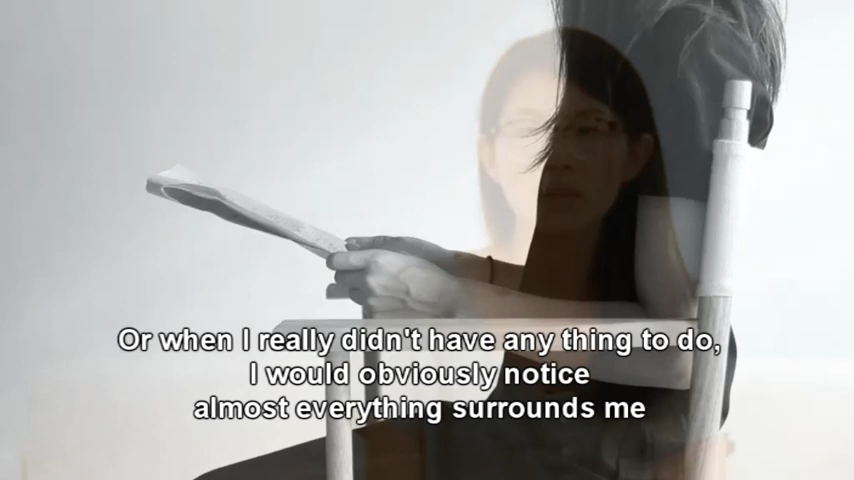 Or when I really didn't have any thing to do,
I would obviously notice
almost everything surrounds me